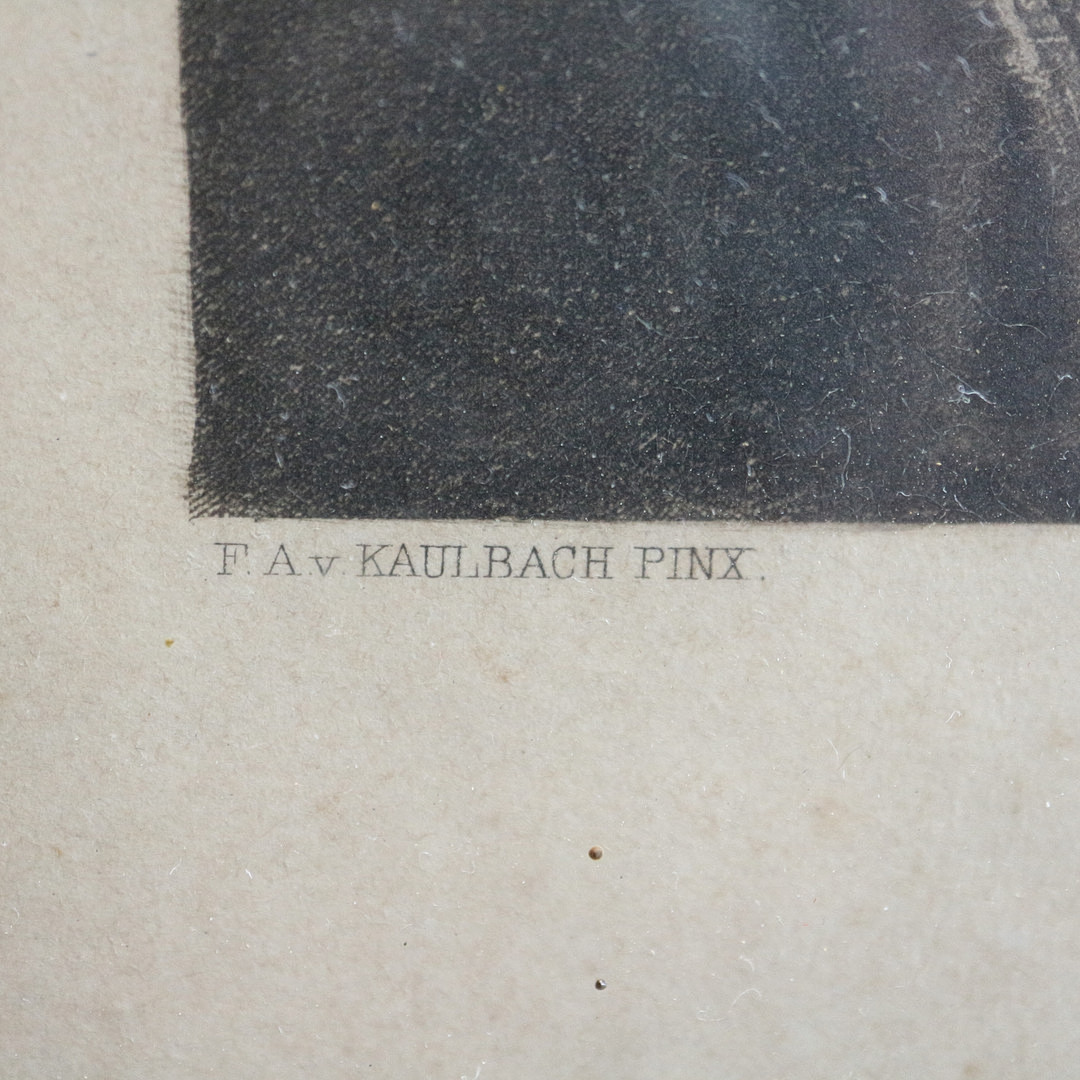 F. A. v. KAULBACH PINX.